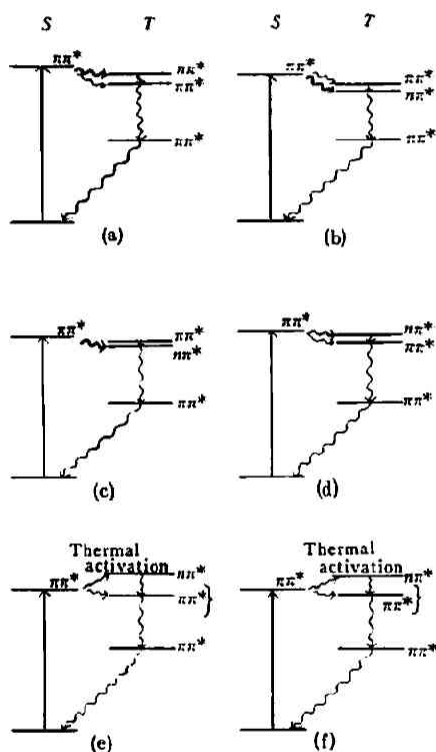 S T S T
ππ* nπ* ππ* ππ*
ππ* nπ*
ππ* ππ*
(a) (b)
ππ* ππ* ππ* nπ*
nπ* ππ*
ππ* ππ*
(c) (d)
Thermal Thermal
activation activation
ππ* nπ* ππ* nπ*
ππ* ππ*
ππ* ππ*
(e) (f)